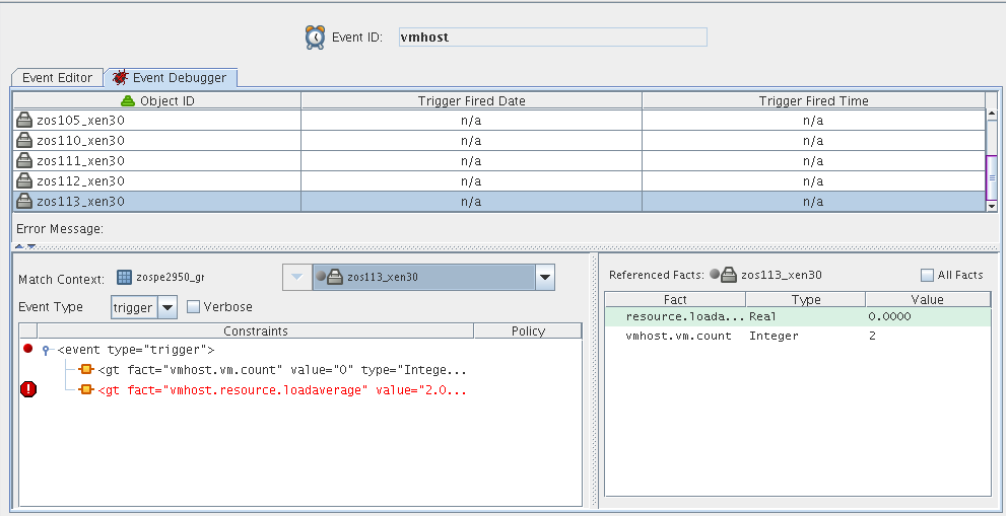 Event ID: vmhost
Event Editor Event Debugger
Object ID Trigger Fired Date Trigger Fired Time
zos105_xen30 n/a n/a
zos110_xen30 n/a n/a
zos111_xen30 n/a n/a
zos112_xen30 n/a n/a
zos113_xen30 n/a n/a
Error Message:
Match Context: zospe2950_gr zos113_xen30
Event Type trigger Verbose
Constraints Policy
<event type="trigger">
<gt fact="vmhost.vm.count" value="0" type="Intege...
<gt fact="vmhost.resource.loadaverage" value="2.0...
Referenced Facts: zos113_xen30 All Facts
Fact Type Value
resource.loada... Real 0.0000
vmhost.vm.count Integer 2